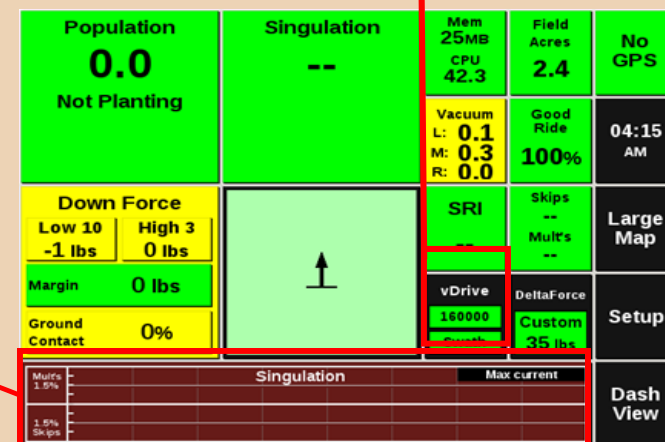 Population
0.0
Not Planting
Singulation
--
Mem
25MB
CPU
42.3
Field
Acres
2.4
No
GPS
Vacuum
L: 0.1
M: 0.3
R: 0.0
Good
Ride
100%
04:15
AM
Down Force
Low 10
-1 lbs
High 3
0 lbs
Margin 0 lbs
Ground
Contact 0%
SRI
--
Skips
--
Mult's
--
Large
Map
vDrive
160000
Swath
DeltaForce
Custom
35 lbs
Setup
Mult's
1.5%
Singulation
Max current
1.5%
Skips
Dash
View